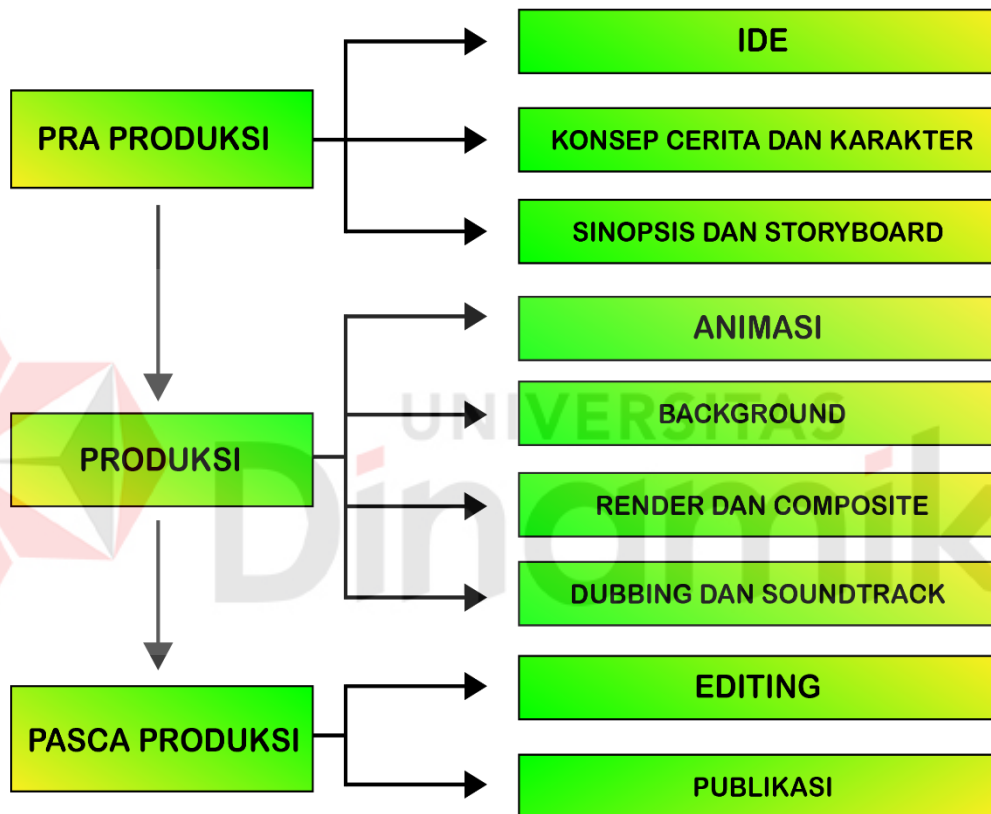 PRA PRODUKSI
IDE
KONSEP CERITA DAN KARAKTER
SINOPSIS DAN STORYBOARD
PRODUKSI
ANIMASI
BACKGROUND
RENDER DAN COMPOSITE
DUBBING DAN SOUNDTRACK
PASCA PRODUKSI
EDITING
PUBLIKASI
UNIVERSITAS
Dinamik